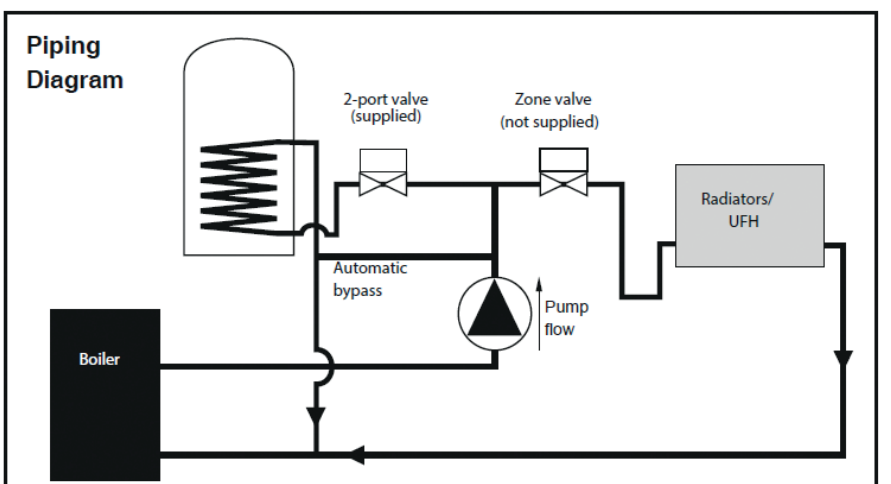 Piping
Diagram
2-port valve
(supplied)
Zone valve
(not supplied)
Radiators/
UFH
Automatic
bypass
Pump
flow
Boiler